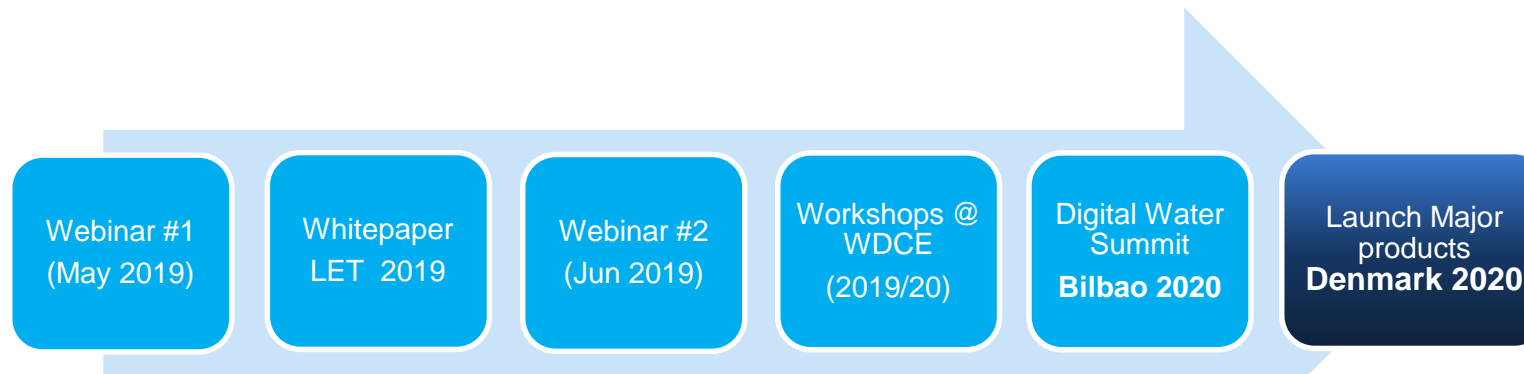 Webinar #1
(May 2019)
Whitepaper
LET 2019
Webinar #2
(Jun 2019)
Workshops @
WDCE
(2019/20)
Digital Water
Summit
Bilbao 2020
Launch Major
products
Denmark 2020